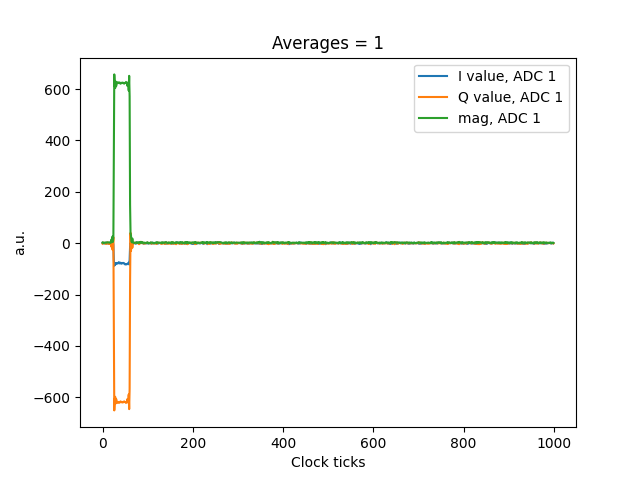 Averages = 1
I value, ADC 1
Q value, ADC 1
mag, ADC 1
600
400
200
0
−200
−400
−600
a.u.
0 200 400 600 800 1000
Clock ticks